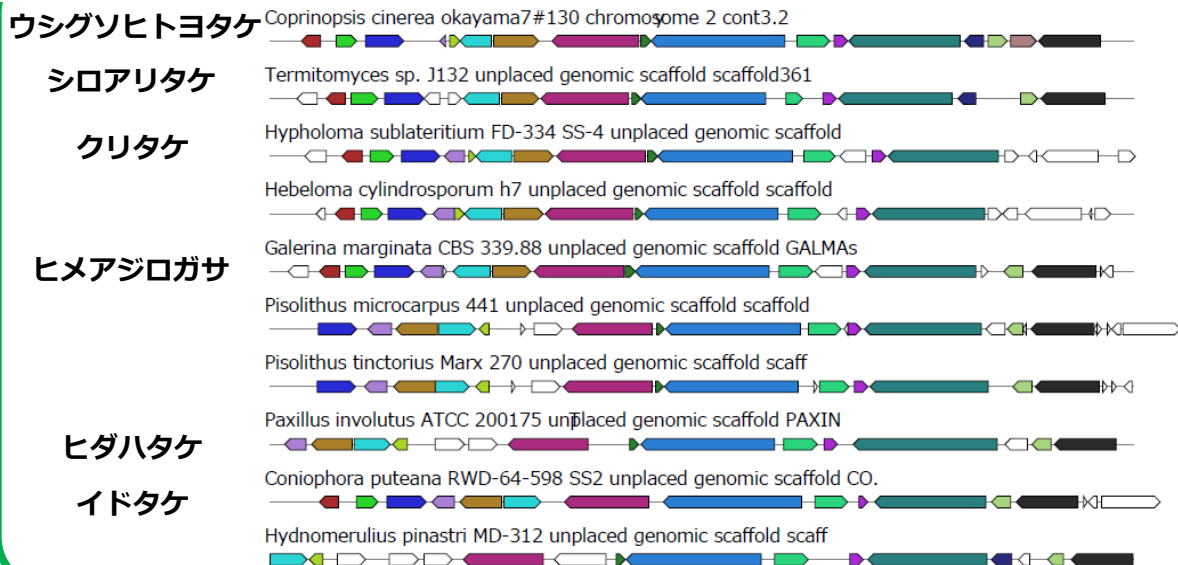 ウシグソヒトヨタケ
Coprinopsis cinerea okayama7#130 chromosome 2 cont3.2
シロアリタケ
Termitomyces sp. J132 unplaced genomic scaffold scaffold361
クリタケ
Hypholoma sublateritium FD-334 SS-4 unplaced genomic scaffold
Hebeloma cylindrosporum h7 unplaced genomic scaffold scaffold
ヒメアジロガサ
Galerina marginata CBS 339.88 unplaced genomic scaffold GALMAs
Pisolithus microcarpus 441 unplaced genomic scaffold scaffold
Pisolithus tinctorius Marx 270 unplaced genomic scaffold scaff
ヒダハタケ
Paxillus involutus ATCC 200175 unplaced genomic scaffold PAXIN
イドタケ
Coniophora puteana RWD-64-598 SS2 unplaced genomic scaffold CO.
Hydnomerulius pinastri MD-312 unplaced genomic scaffold scaff